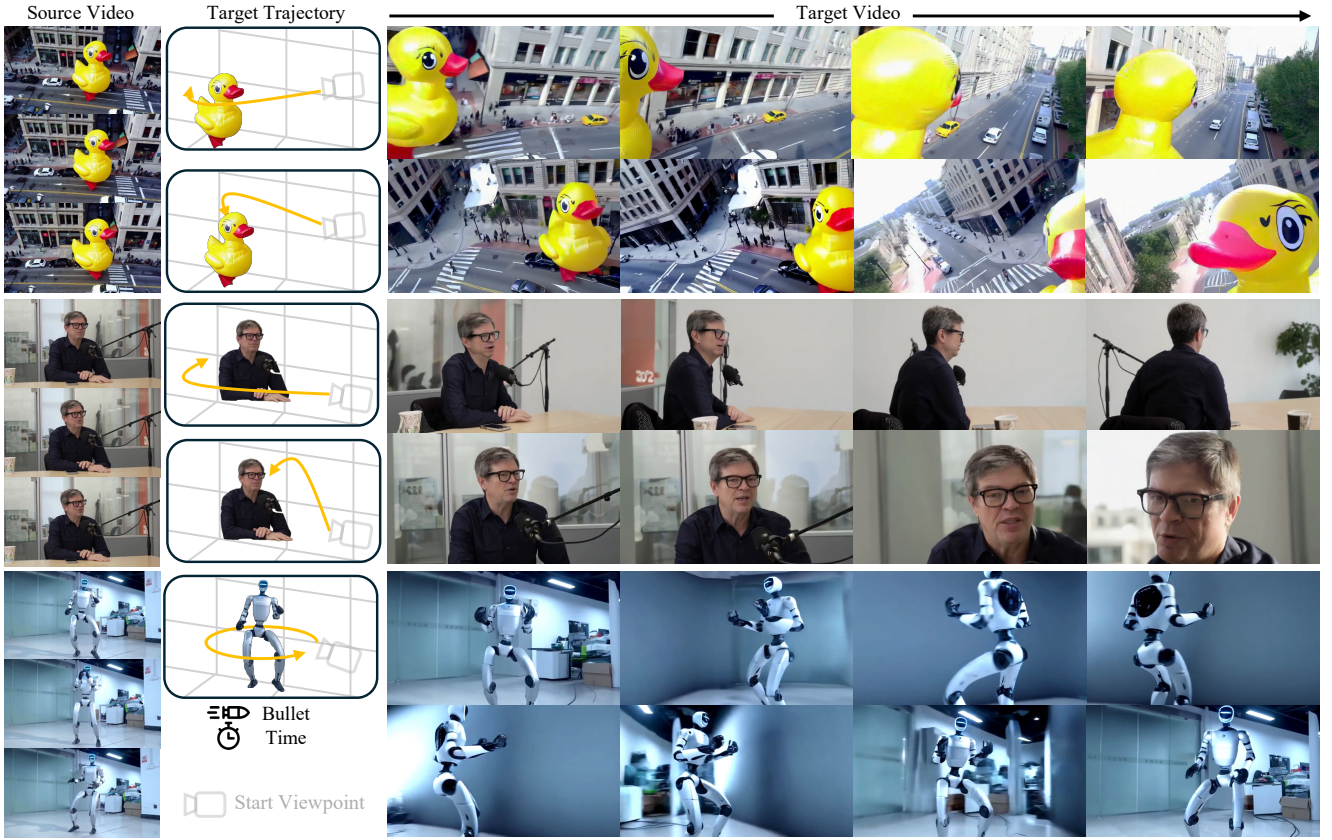 Source Video
Target Trajectory
Target Video
Bullet
Time
Start Viewpoint